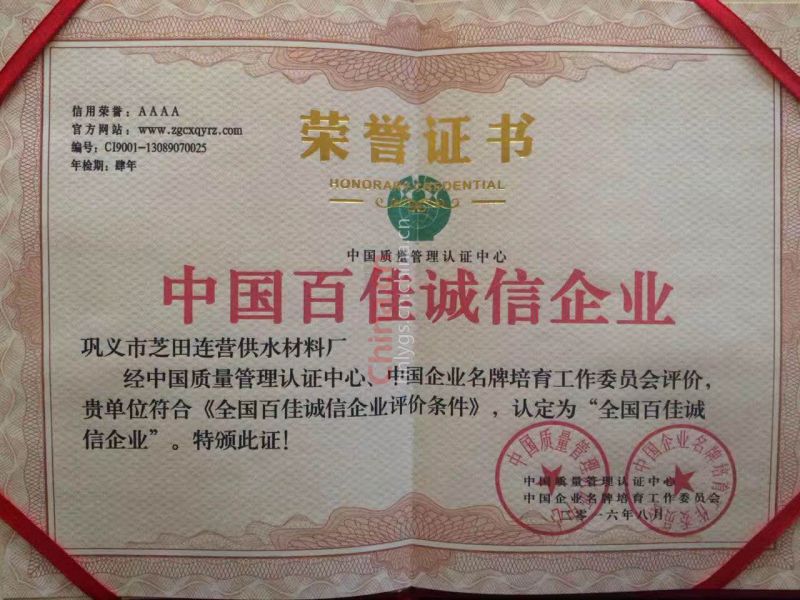 信用荣誉：AAAA
官方网站：www.zgcxqyrz.com
编号：CI9001-13089070025
年检期：肆年
荣誉证书
HONORARY CREDENTIAL
中国质量管理认证中心
中国百佳诚信企业
巩义市芝田连营供水材料厂
经中国质量管理认证中心、中国企业名牌培育工作委员会评价，
贵单位符合《全国百佳诚信企业评价条件》，认定为“全国百佳诚
信企业”。特颁此证！
中国质量管理认证中心
中国企业名牌培育工作委员会
二零一六年八月